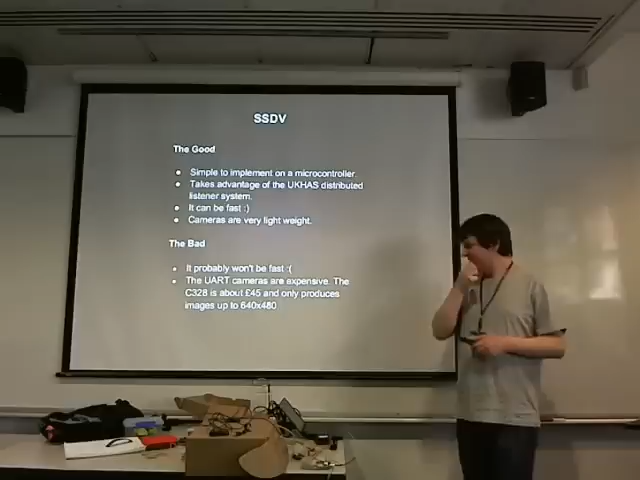 SSDV
The Good
Simple to implement on a microcontroller.
Takes advantage of the UKHAS distributed
listener system.
It can be fast :)
Cameras are very light weight.
The Bad
It probably won't be fast :(
The UART cameras are expensive. The
C328 is about £45 and only produces
images up to 640x480